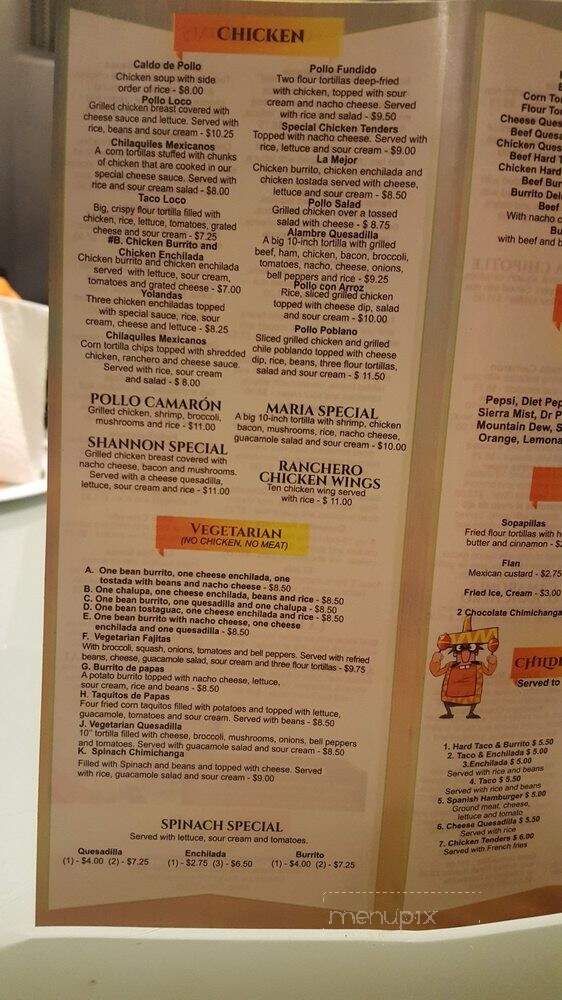 CHICKEN
Caldo de Pollo
Chicken soup with side
order of rice - $8.00
Pollo Loco
Grilled chicken breast covered with
cheese sauce and lettuce. Served with
rice, beans and sour cream - $10.25
Chilaquiles Mexicanos
A corn tortillas stuffed with chunks
of chicken that are cooked in our
special cheese sauce. Served with
rice and sour cream salad - $8.00
Taco Loco
Big, crispy flour tortilla filled with
chicken, rice, lettuce, tomatoes, grated
cheese and sour cream - $7.25
#B. Chicken Burrito and
Chicken Enchilada
Chicken burrito and chicken enchilada
served with lettuce, sour cream,
tomatoes and grated cheese - $7.00
Yolandas
Three chicken enchiladas topped
with special sauce, rice, sour
cream, cheese and lettuce - $8.25
Chilaquiles Mexicanos
Corn tortilla chips topped with shredded
chicken, ranchero and cheese sauce.
Served with rice, sour cream
and salad - $ 8.00
POLLO CAMARÓN
Grilled chicken, shrimp, broccoli,
mushrooms and rice - $11.00
SHANNON SPECIAL
Grilled chicken breast covered with
nacho cheese, bacon and mushrooms.
Served with a cheese quesadilla,
lettuce, sour cream and rice - $11.00
Pollo Fundido
Two flour tortillas deep-fried
with chicken, topped with sour
cream and nacho cheese. Served
with rice and salad - $9.50
Special Chicken Tenders
Topped with nacho cheese. Served with
rice, lettuce and sour cream - $9.00
La Mejor
Chicken burrito, chicken enchilada and
chicken tostada served with cheese,
lettuce and sour cream - $8.50
Pollo Salad
Grilled chicken over a tossed
salad with cheese - $ 8.75
Alambre Quesadilla
A big 10-inch tortilla with grilled
beef, ham, chicken, bacon, broccoli,
tomatoes, nacho, cheese, onions,
bell peppers and rice - $9.25
Pollo con Arroz
Rice, sliced grilled chicken
topped with cheese dip, salad
and sour cream - $10.00
Pollo Poblano
Sliced grilled chicken and grilled
chile poblando topped with cheese
dip, rice, beans, three flour tortillas,
salad and sour cream - $ 11.50
MARIA SPECIAL
A big 10-inch tortilla with shrimp, chicken
bacon, mushrooms, rice, nacho cheese,
guacamole salad and sour cream - $10.00
RANCHERO
CHICKEN WINGS
Ten chicken wing served
with rice - $ 11.00
VEGETARIAN
(NO CHICKEN, NO MEAT)
A. One bean burrito, one cheese enchilada, one
tostada with beans and nacho cheese - $8.50
B. One chalupa, one cheese enchilada, beans and rice - $8.50
C. One bean burrito, one quesadilla and one chalupa - $8.50
D. One bean tostaguac, one cheese enchilada and rice - $8.50
E. One bean burrito with nacho cheese, one cheese
enchilada and one quesadilla - $8.50
F. Vegetarian Fajitas
With broccoli, squash, onions, tomatoes and bell peppers. Served with refried
beans, cheese, guacamole salad, sour cream and three flour tortillas - $9.75
G. Burrito de papas
A potato burrito topped with nacho cheese, lettuce,
sour cream, rice and beans - $8.50
H. Taquitos de Papas
Four fried corn taquitos filled with potatoes and topped with lettuce,
guacamole, tomatoes and sour cream. Served with beans - $8.50
J. Vegetarian Quesadilla
10" tortilla filled with cheese, broccoli, mushrooms, onions, bell peppers
and tomatoes. Served with guacamole salad and sour cream - $8.50
K. Spinach Chimichanga
Filled with Spinach and beans and topped with cheese. Served
with rice, guacamole salad and sour cream - $9.00
SPINACH SPECIAL
Served with lettuce, sour cream and tomatoes.
Quesadilla
(1) - $4.00 (2) - $7.25
Enchilada
(1) - $2.75 (3) - $6.50
Burrito
(1) - $4.00 (2) - $7.25
Corn To
Flour To
Cheese Ques
Beef Quesa
Chicken Ques
Beef Hard T
Chicken Hard
Beef Bur
Burrito Del
Beef
With nacho c
Bu
with beef and b
Pepsi, Diet Pep
Sierra Mist, Dr P
Mountain Dew, S
Orange, Lemona
Sopapillas
Fried flour tortillas with h
butter and cinnamon - $2
Flan
Mexican custard - $2.75
Fried Ice, Cream - $3.00
2 Chocolate Chimichanga
CHILD
Served to
1. Hard Taco & Burrito $ 5.50
2. Taco & Enchilada $ 5.00
3.Enchilada $ 5.00
Served with rice and beans
4. Taco $ 5.50
Served with rice and beans
5. Spanish Hamburger $ 5.00
Ground meat, cheese,
lettuce and tomato
6. Cheese Quesadilla $ 5.50
Served with rice
7. Chicken Tenders $ 6.00
Served with French fries
menupix